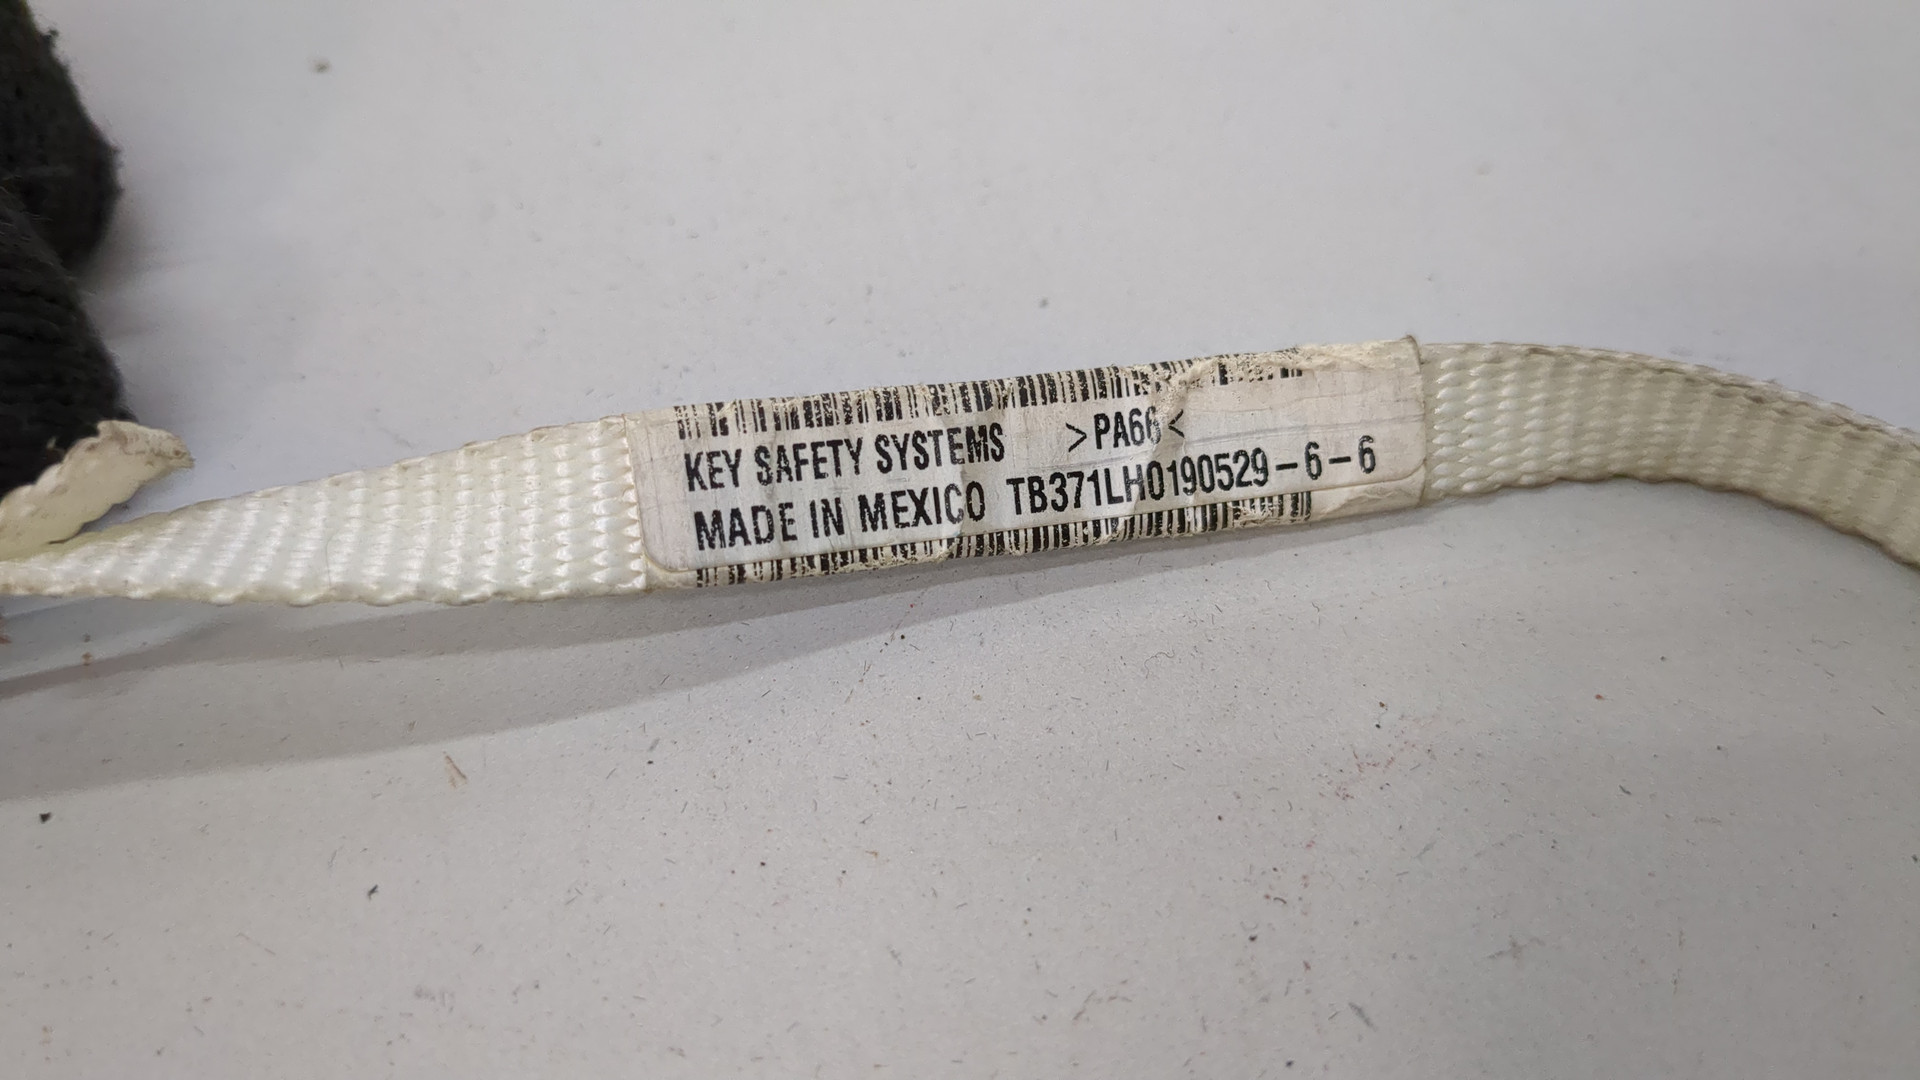 KEY SAFETY SYSTEMS >PA66<
MADE IN MEXICO TB371LH0190529-6-6